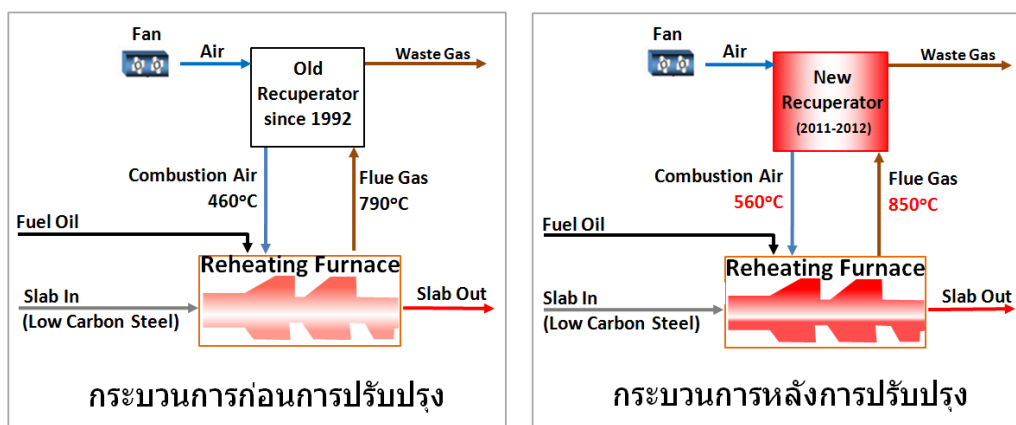 Fan
Air
Old
Recuperator
since 1992
Waste Gas
Combustion Air
460°C
Flue Gas
790°C
Fuel Oil
Reheating Furnace
Slab In
(Low Carbon Steel)
Slab Out
กระบวนการก่อนการปรับปรุง
Fan
Air
New
Recuperator
(2011-2012)
Waste Gas
Combustion Air
560°C
Flue Gas
850°C
Fuel Oil
Reheating Furnace
Slab In
(Low Carbon Steel)
Slab Out
กระบวนการหลังการปรับปรุง